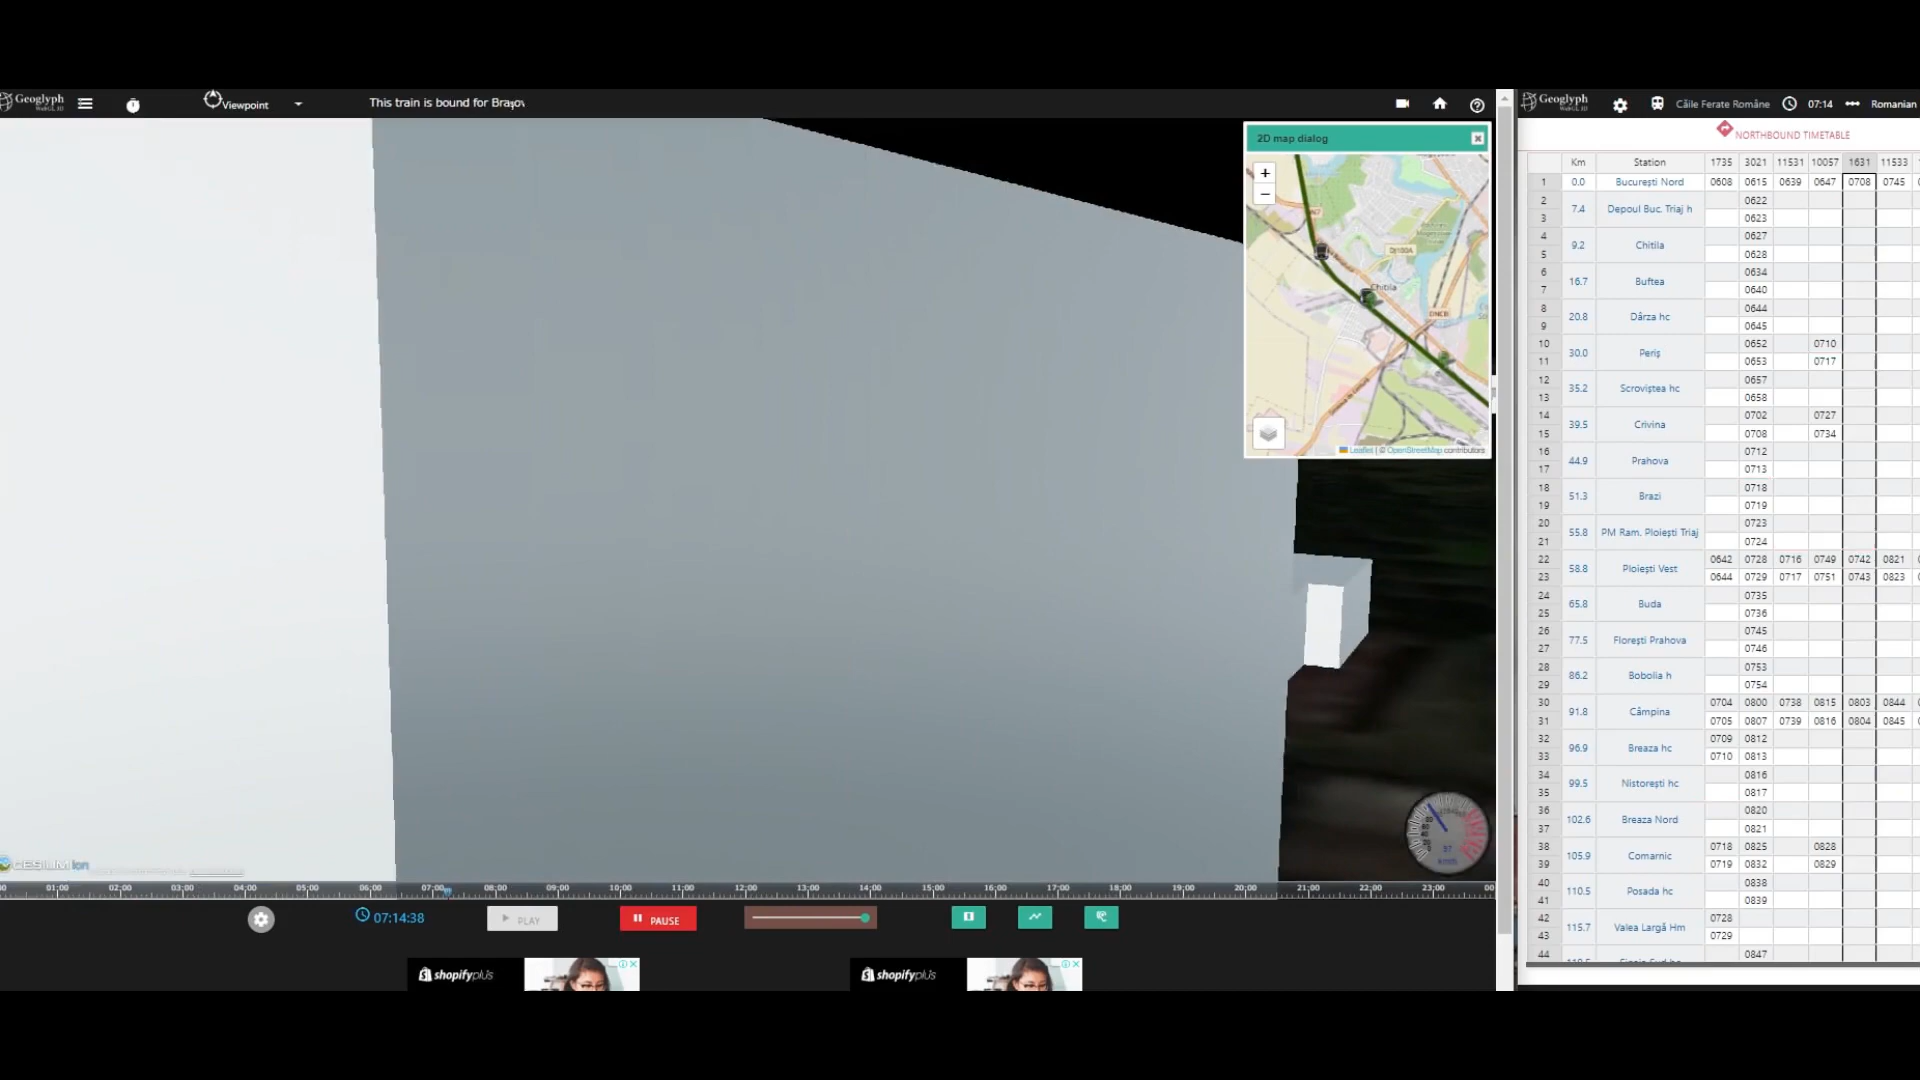 Geoglyph
Viewpoint
This train is bound for Brașov
2D map dialog
+
−
Chitila
DJ100A
DNCB
DN7
Leaflet | © OpenStreetMap contributors
CESIUM ion
01:00 02:00 03:00 04:00 05:00 06:00 07:00 08:00 09:00 10:00 11:00 12:00 13:00 14:00 15:00 16:00 17:00 18:00 19:00 20:00 21:00 22:00 23:00 00
07:14:38
PLAY
PAUSE
shopifyplus
shopifyplus
Geoglyph
Căile Ferate Române
07:14
Romanian
NORTHBOUND TIMETABLE
Km Station 1735 3021 11531 10057 1631 11533
1 0.0 București Nord 0608 0615 0639 0647 0708 0745
2 7.4 Depoul Buc. Triaj h 0622
3 0623
4 9.2 Chitila 0627
5 0628
6 16.7 Buftea 0634
7 0640
8 20.8 Dârza hc 0644
9 0645
10 30.0 Periș 0652 0710
11 0653 0717
12 35.2 Scroviștea hc 0657
13 0658
14 39.5 Crivina 0702 0727
15 0708 0734
16 44.9 Prahova 0712
17 0713
18 51.3 Brazi 0718
19 0719
20 55.8 PM Ram. Ploiești Triaj 0723
21 0724
22 58.8 Ploiești Vest 0642 0728 0716 0749 0742 0821
23 0644 0729 0717 0751 0743 0823
24 65.8 Buda 0735
25 0736
26 77.5 Florești Prahova 0745
27 0746
28 86.2 Bobolia h 0753
29 0754
30 91.8 Câmpina 0704 0800 0738 0815 0803 0844
31 0705 0807 0739 0816 0804 0845
32 96.9 Breaza hc 0709 0812
33 0710 0813
34 99.5 Nistorești hc 0816
35 0817
36 102.6 Breaza Nord 0820
37 0821
38 105.9 Comarnic 0718 0825 0828
39 0719 0832 0829
40 110.5 Posada hc 0838
41 0839
42 115.7 Valea Largă Hm 0728
43 0729
44 0847